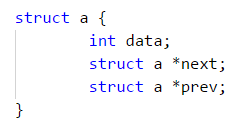 struct a {
        int data;
        struct a *next;
        struct a *prev;
}